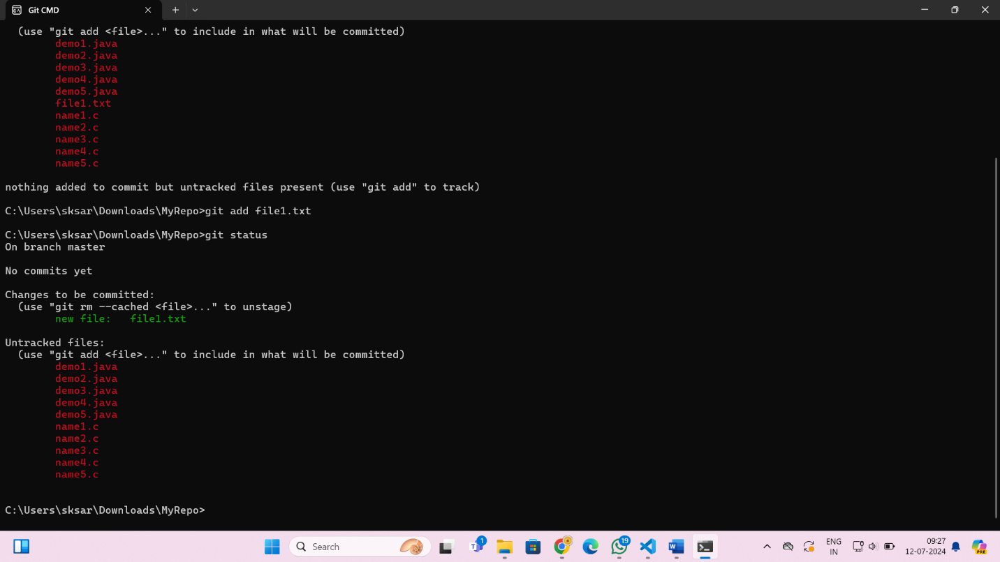 Git CMD
(use "git add <file>..." to include in what will be committed)
demo1.java
demo2.java
demo3.java
demo4.java
demo5.java
file1.txt
name1.c
name2.c
name3.c
name4.c
name5.c
nothing added to commit but untracked files present (use "git add" to track)
C:\Users\sksar\Downloads\MyRepo>git add file1.txt
C:\Users\sksar\Downloads\MyRepo>git status
On branch master
No commits yet
Changes to be committed:
(use "git rm --cached <file>..." to unstage)
new file:   file1.txt
Untracked files:
(use "git add <file>..." to include in what will be committed)
demo1.java
demo2.java
demo3.java
demo4.java
demo5.java
name1.c
name2.c
name3.c
name4.c
name5.c
C:\Users\sksar\Downloads\MyRepo>
Search
1
19
ENG
IN
09:27
12-07-2024
PRE